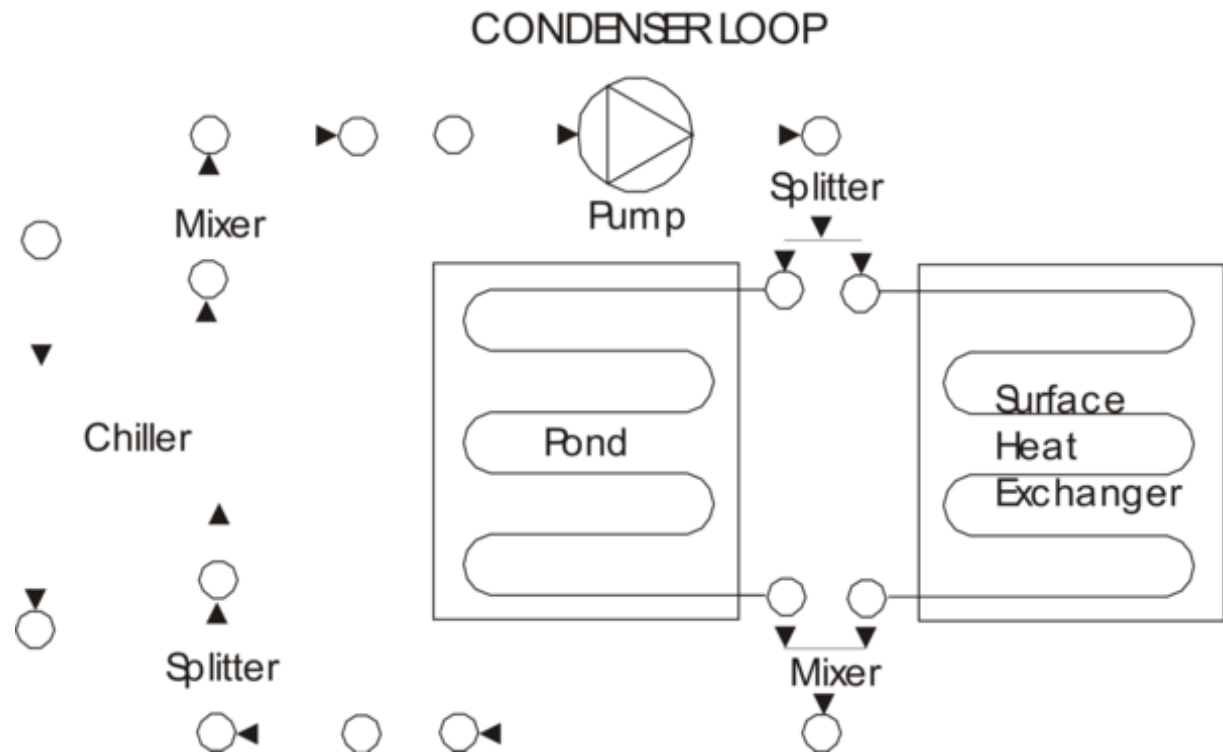 CONDENSER LOOP
Splitter
Pump
Mixer
Chiller
Pond
Surface
Heat
Exchanger
Splitter
Mixer